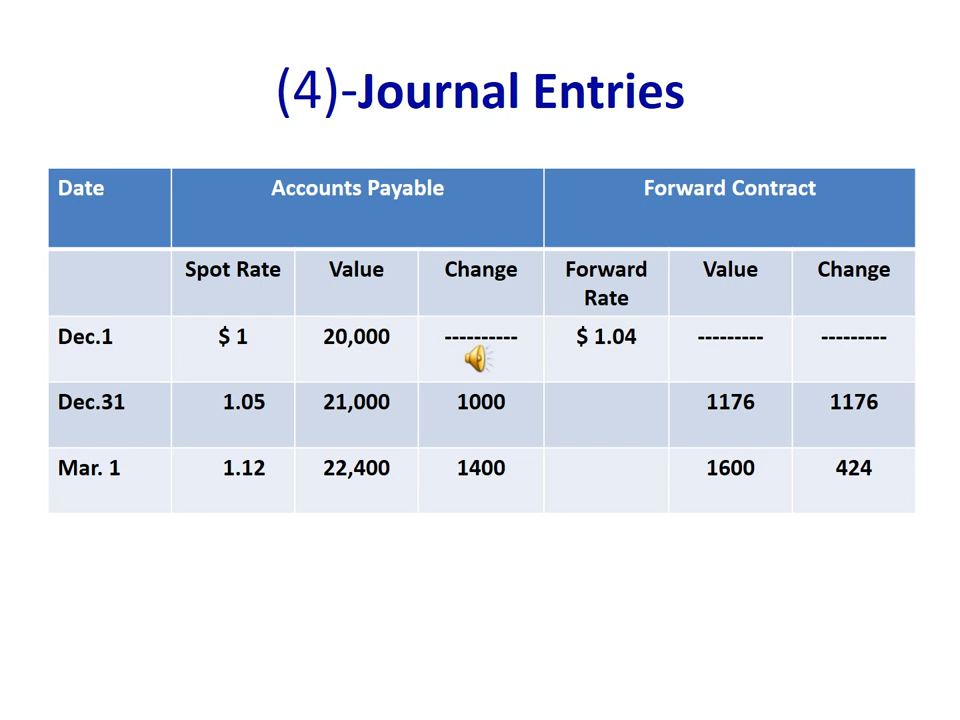 (4)-Journal Entries
Date Accounts Payable Forward Contract
Spot Rate Value Change Forward Rate Value Change
Dec.1 $ 1 20,000 ---------- $ 1.04 --------- ---------
Dec.31 1.05 21,000 1000 1176 1176
Mar. 1 1.12 22,400 1400 1600 424